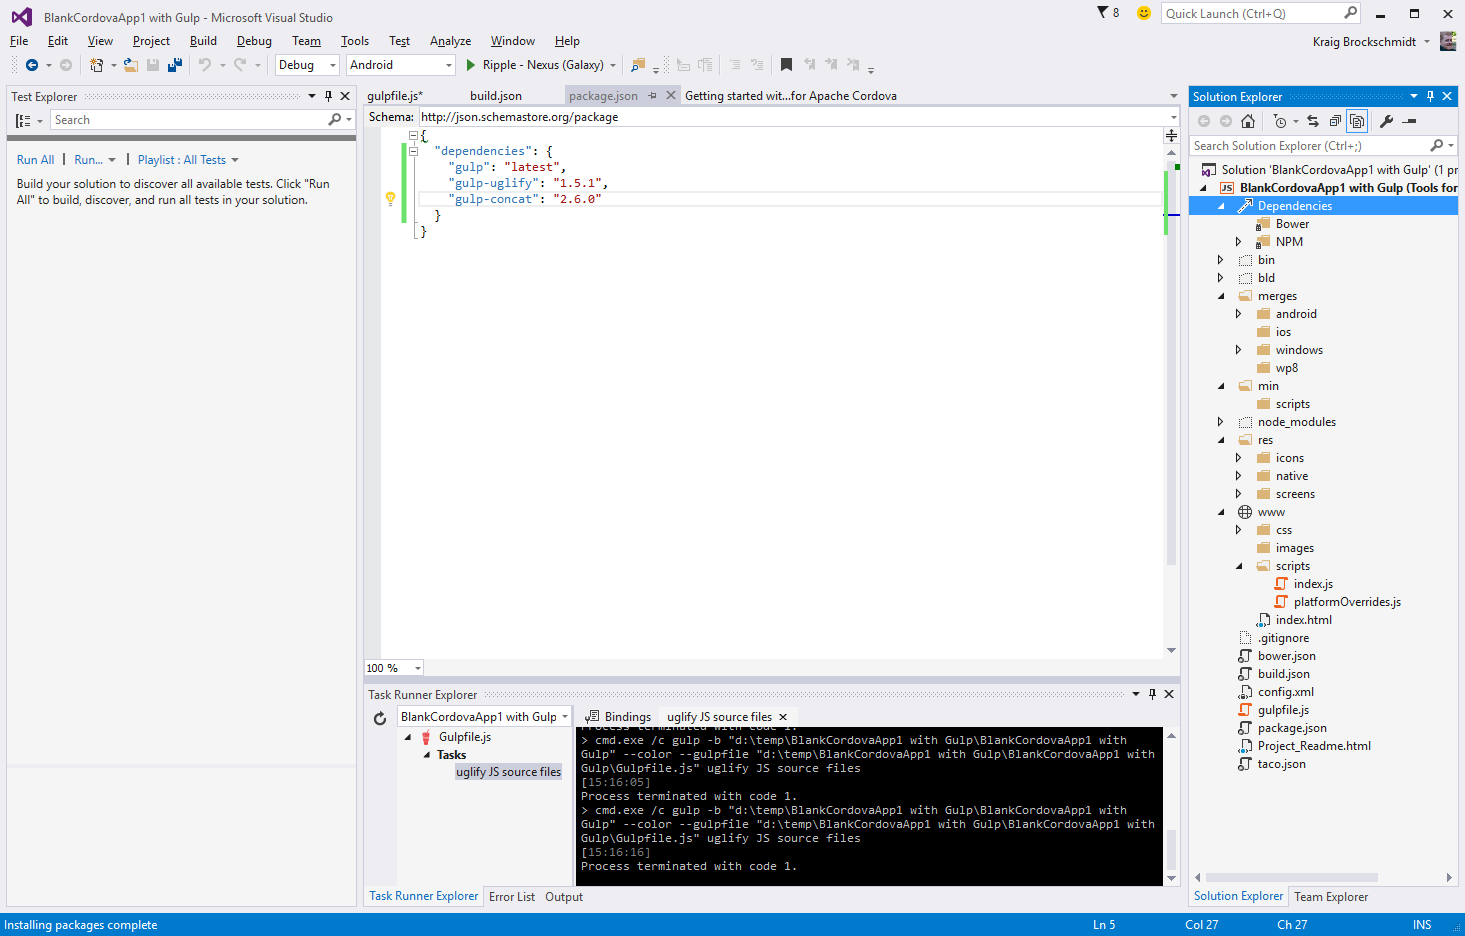 BlankCordovaApp1 with Gulp - Microsoft Visual Studio
8
Quick Launch (Ctrl+Q)
File Edit View Project Build Debug Team Tools Test Analyze Window Help
Kraig Brockschmidt
Debug Android Ripple - Nexus (Galaxy)
Test Explorer
Search
Run All | Run... | Playlist : All Tests
Build your solution to discover all available tests. Click "Run
All" to build, discover, and run all tests in your solution.
gulpfile.js* build.json package.json Getting started wit...for Apache Cordova
Schema: http://json.schemastore.org/package
{
"dependencies": {
"gulp": "latest",
"gulp-uglify": "1.5.1",
"gulp-concat": "2.6.0"
}
}
100 %
Task Runner Explorer
BlankCordovaApp1 with Gulp
Gulpfile.js
Tasks
uglify JS source files
Bindings uglify JS source files
Process terminated with code 1.
> cmd.exe /c gulp -b "d:\temp\BlankCordovaApp1 with Gulp\BlankCordovaApp1 with
Gulp" --color --gulpfile "d:\temp\BlankCordovaApp1 with Gulp\BlankCordovaApp1 with
Gulp\Gulpfile.js" uglify JS source files
[15:16:05]
Process terminated with code 1.
> cmd.exe /c gulp -b "d:\temp\BlankCordovaApp1 with Gulp\BlankCordovaApp1 with
Gulp" --color --gulpfile "d:\temp\BlankCordovaApp1 with Gulp\BlankCordovaApp1 with
Gulp\Gulpfile.js" uglify JS source files
[15:16:16]
Process terminated with code 1.
Task Runner Explorer Error List Output
Solution Explorer
Search Solution Explorer (Ctrl+;)
Solution 'BlankCordovaApp1 with Gulp' (1 pr
JS BlankCordovaApp1 with Gulp (Tools for
Dependencies
Bower
NPM
bin
bld
merges
android
ios
windows
wp8
min
scripts
node_modules
res
icons
native
screens
www
css
images
scripts
index.js
platformOverrides.js
index.html
.gitignore
bower.json
build.json
config.xml
gulpfile.js
package.json
Project_Readme.html
taco.json
Solution Explorer Team Explorer
Installing packages complete Ln 5 Col 27 Ch 27 INS